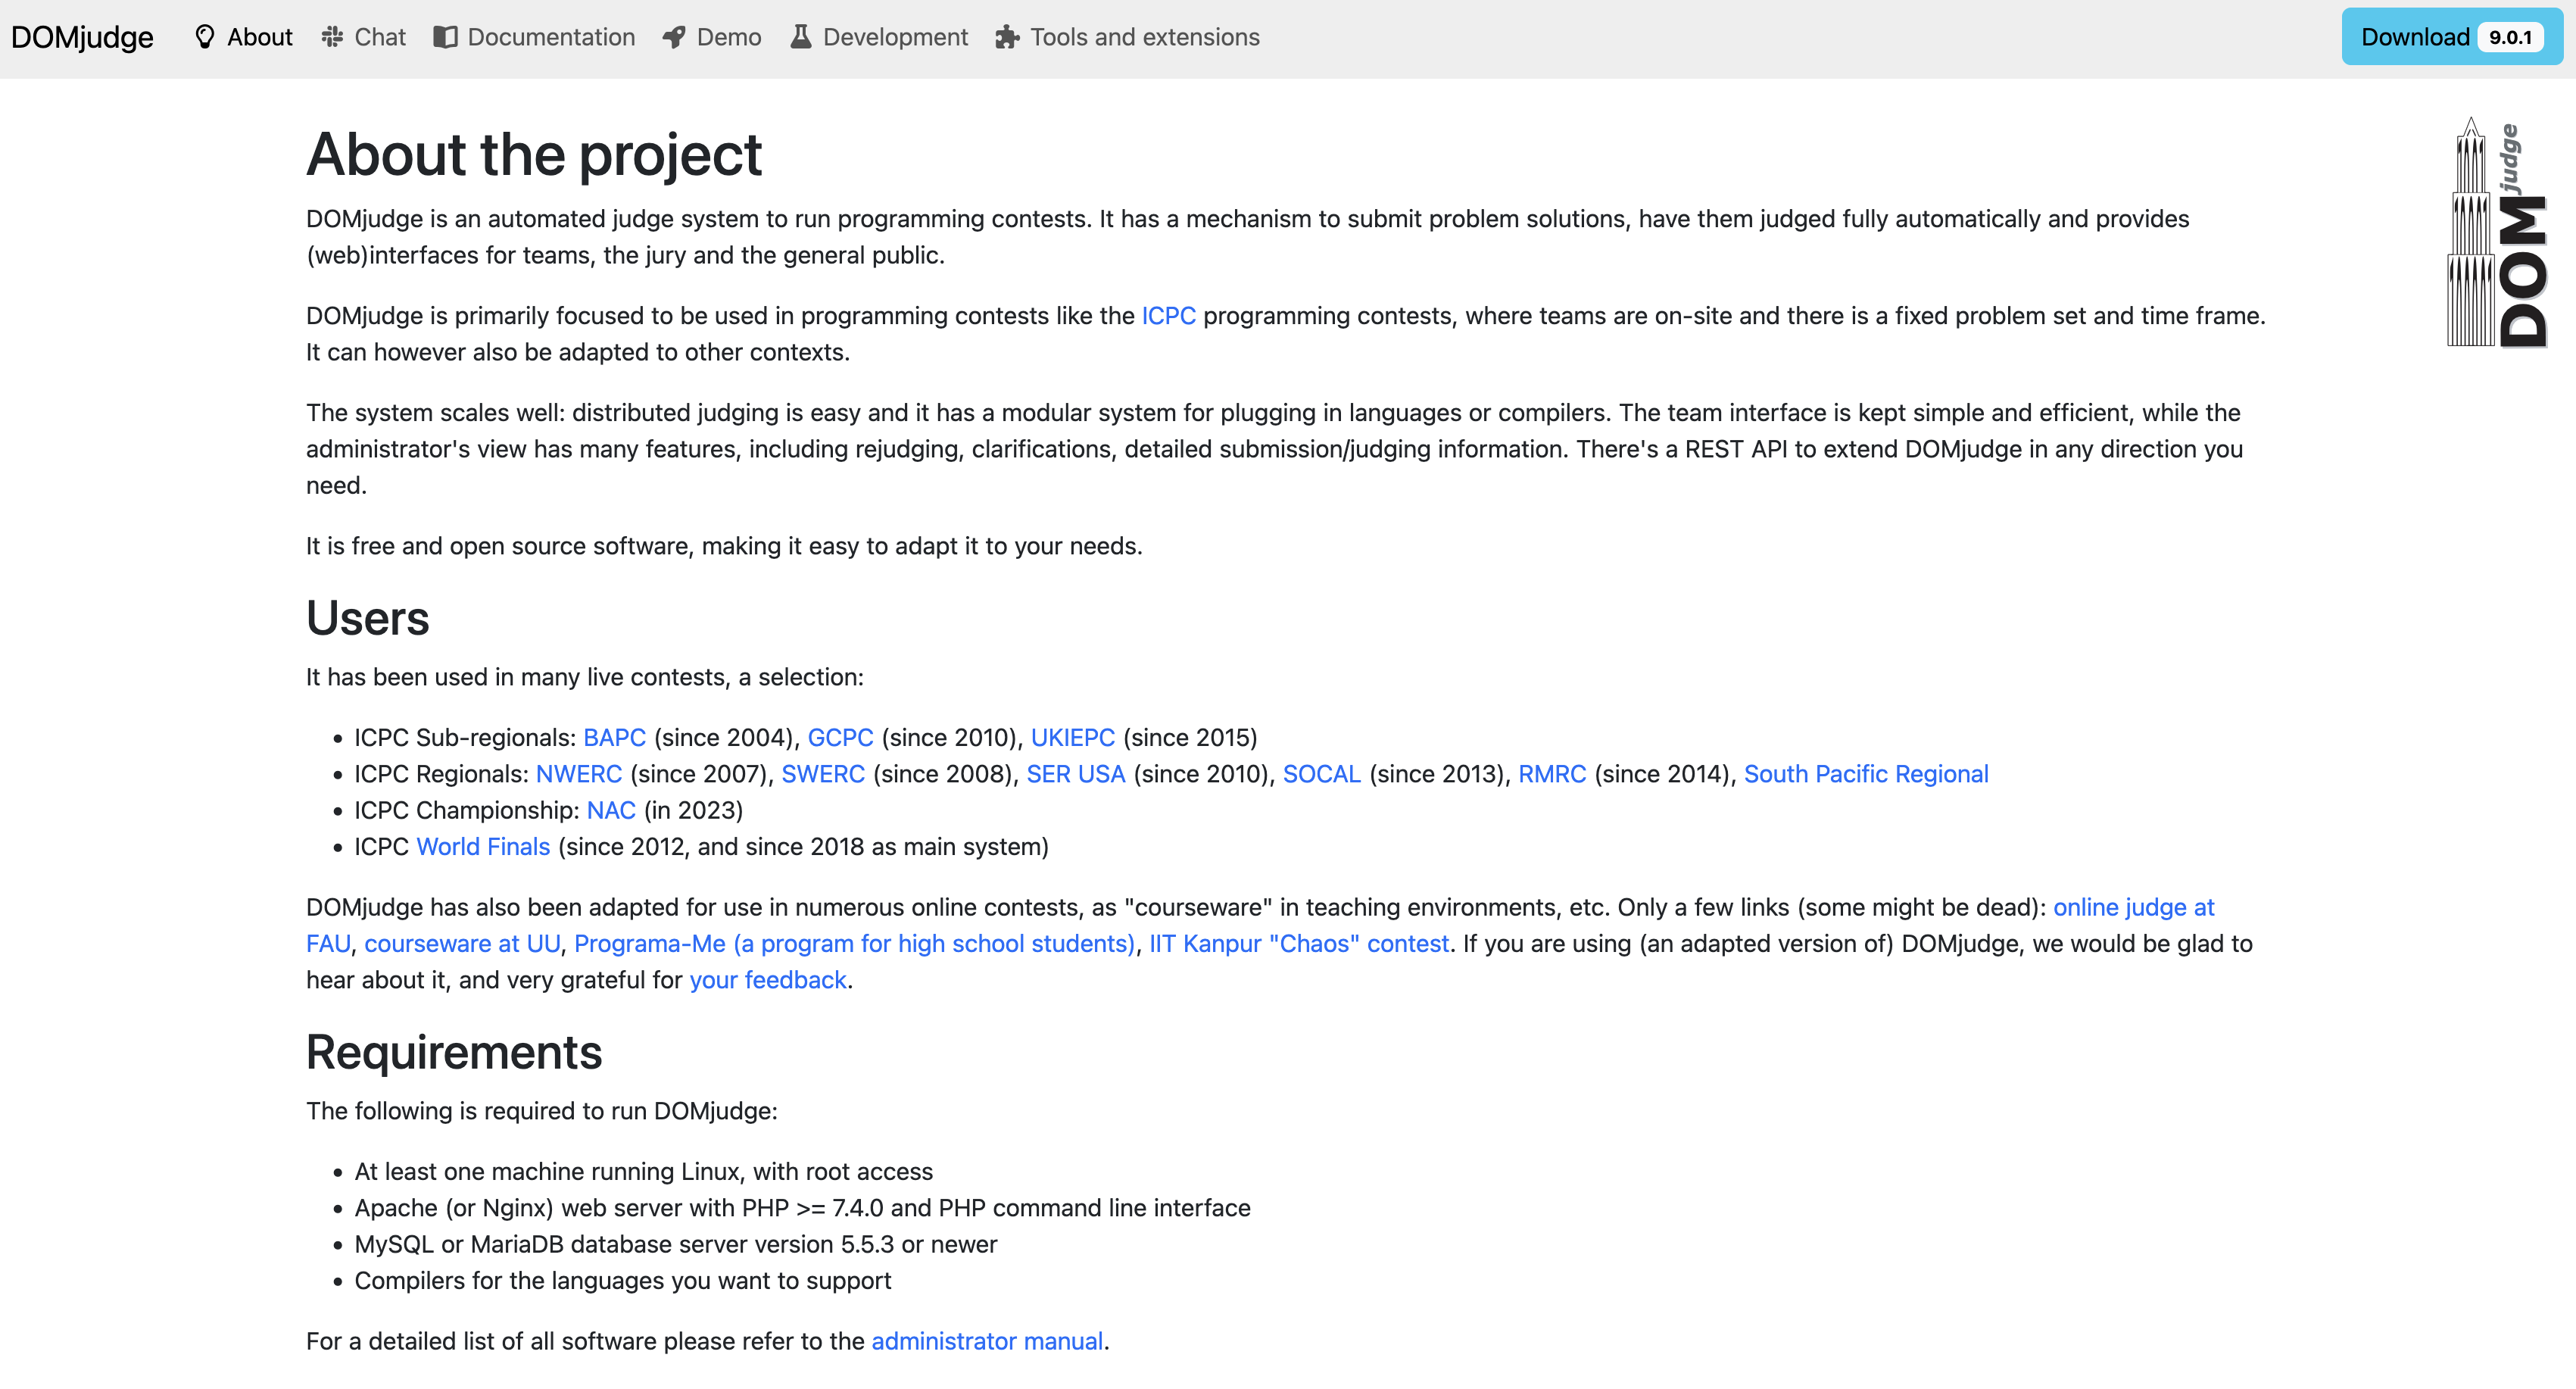 DOMjudge About Chat Documentation Demo Development Tools and extensions Download 9.0.1
About the project
DOMjudge is an automated judge system to run programming contests. It has a mechanism to submit problem solutions, have them judged fully automatically and provides
(web)interfaces for teams, the jury and the general public.
DOMjudge is primarily focused to be used in programming contests like the ICPC programming contests, where teams are on-site and there is a fixed problem set and time frame.
It can however also be adapted to other contexts.
The system scales well: distributed judging is easy and it has a modular system for plugging in languages or compilers. The team interface is kept simple and efficient, while the
administrator's view has many features, including rejudging, clarifications, detailed submission/judging information. There's a REST API to extend DOMjudge in any direction you
need.
It is free and open source software, making it easy to adapt it to your needs.
Users
It has been used in many live contests, a selection:
• ICPC Sub-regionals: BAPC (since 2004), GCPC (since 2010), UKIEPC (since 2015)
• ICPC Regionals: NWERC (since 2007), SWERC (since 2008), SER USA (since 2010), SOCAL (since 2013), RMRC (since 2014), South Pacific Regional
• ICPC Championship: NAC (in 2023)
• ICPC World Finals (since 2012, and since 2018 as main system)
DOMjudge has also been adapted for use in numerous online contests, as "courseware" in teaching environments, etc. Only a few links (some might be dead): online judge at
FAU, courseware at UU, Programa-Me (a program for high school students), IIT Kanpur "Chaos" contest. If you are using (an adapted version of) DOMjudge, we would be glad to
hear about it, and very grateful for your feedback.
Requirements
The following is required to run DOMjudge:
• At least one machine running Linux, with root access
• Apache (or Nginx) web server with PHP >= 7.4.0 and PHP command line interface
• MySQL or MariaDB database server version 5.5.3 or newer
• Compilers for the languages you want to support
For a detailed list of all software please refer to the administrator manual.
DOMjudge